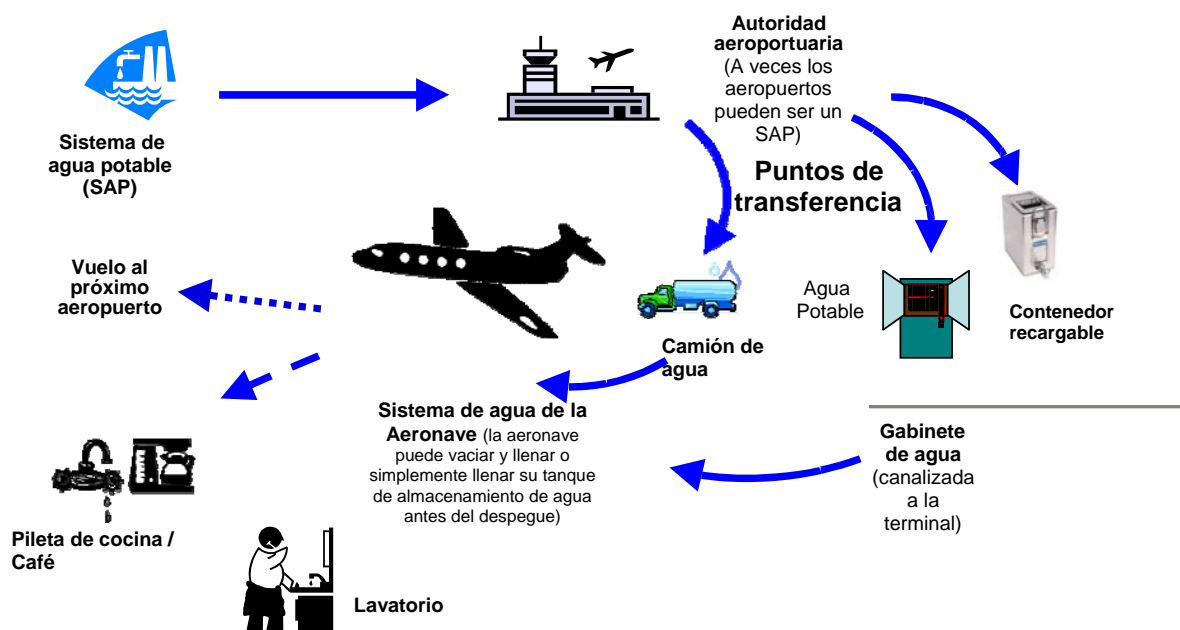 Autoridad
aeroportuaria
(A veces los
aeropuertos
pueden ser un
SAP)
Sistema de
agua potable
(SAP)
Puntos de
transferencia
Vuelo al
próximo
aeropuerto
Agua
Potable
Contenedor
recargable
Camión de
agua
Sistema de agua de la
Aeronave (la aeronave
puede vaciar y llenar o
simplemente llenar su tanque
de almacenamiento de agua
antes del despegue)
Gabinete
de agua
(canalizada
a la
terminal)
Pileta de cocina /
Café
Lavatorio